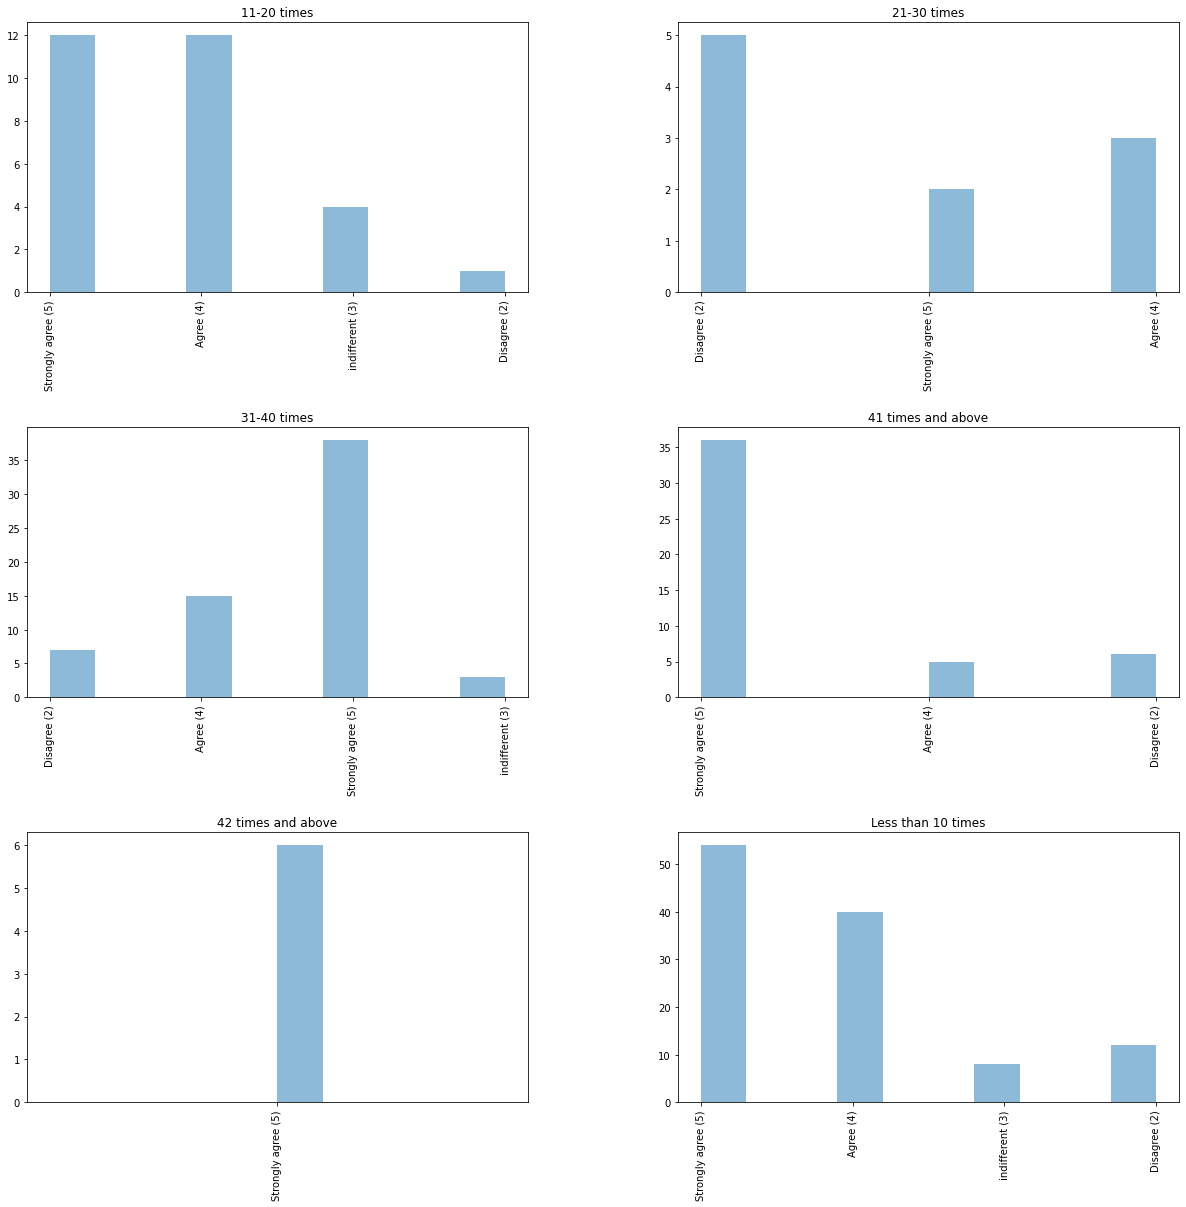 11-20 times
12
10
8
6
4
2
0
Strongly agree (5)
Agree (4)
indifferent (3)
Disagree (2)
21-30 times
5
4
3
2
1
0
Disagree (2)
Strongly agree (5)
Agree (4)
31-40 times
35
30
25
20
15
10
5
0
Disagree (2)
Agree (4)
Strongly agree (5)
indifferent (3)
41 times and above
35
30
25
20
15
10
5
0
Strongly agree (5)
Agree (4)
Disagree (2)
42 times and above
6
5
4
3
2
1
0
Strongly agree (5)
Less than 10 times
50
40
30
20
10
0
Strongly agree (5)
Agree (4)
indifferent (3)
Disagree (2)